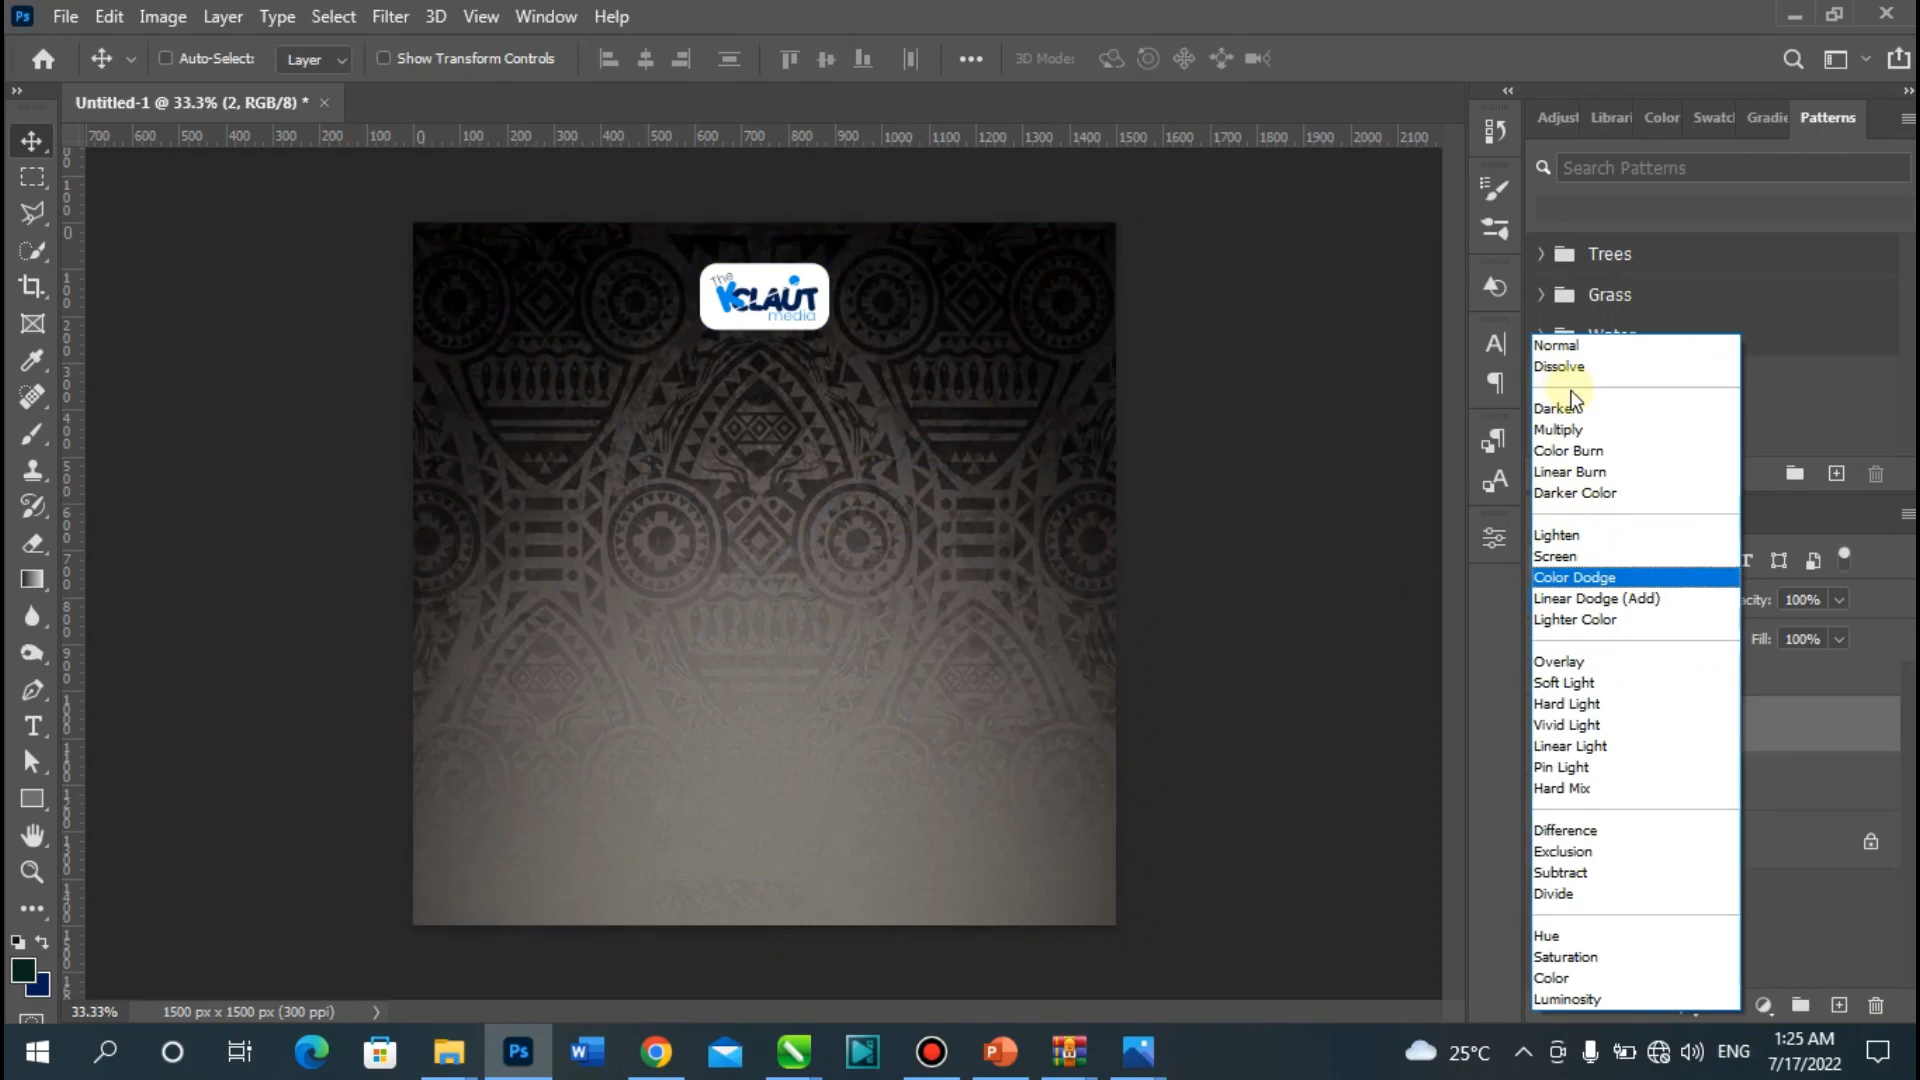 Ps File Edit Image Layer Type Select Filter 3D View Window Help
Auto-Select: Layer Show Transform Controls 3D Mode:
Untitled-1 @ 33.3% (2, RGB/8) *
Adjust Librari Color Swatch Gradie Patterns
700 600 500 400 300 200 100 0 100 200 300 400 500 600 700 800 900 1000 1100 1200 1300 1400 1500 1600 1700 1800 1900 2000 2100
Search Patterns
Trees
Grass
Water
The
KCLAUT
media
Normal
Dissolve
Darken
Multiply
Color Burn
Linear Burn
Darker Color
Lighten
Screen
Color Dodge
Linear Dodge (Add)
Lighter Color
acity: 100%
Fill: 100%
Overlay
Soft Light
Hard Light
Vivid Light
Linear Light
Pin Light
Hard Mix
Difference
Exclusion
Subtract
Divide
Hue
Saturation
Color
Luminosity
33.33% 1500 px x 1500 px (300 ppi)
25°C ENG 1:25 AM
7/17/2022